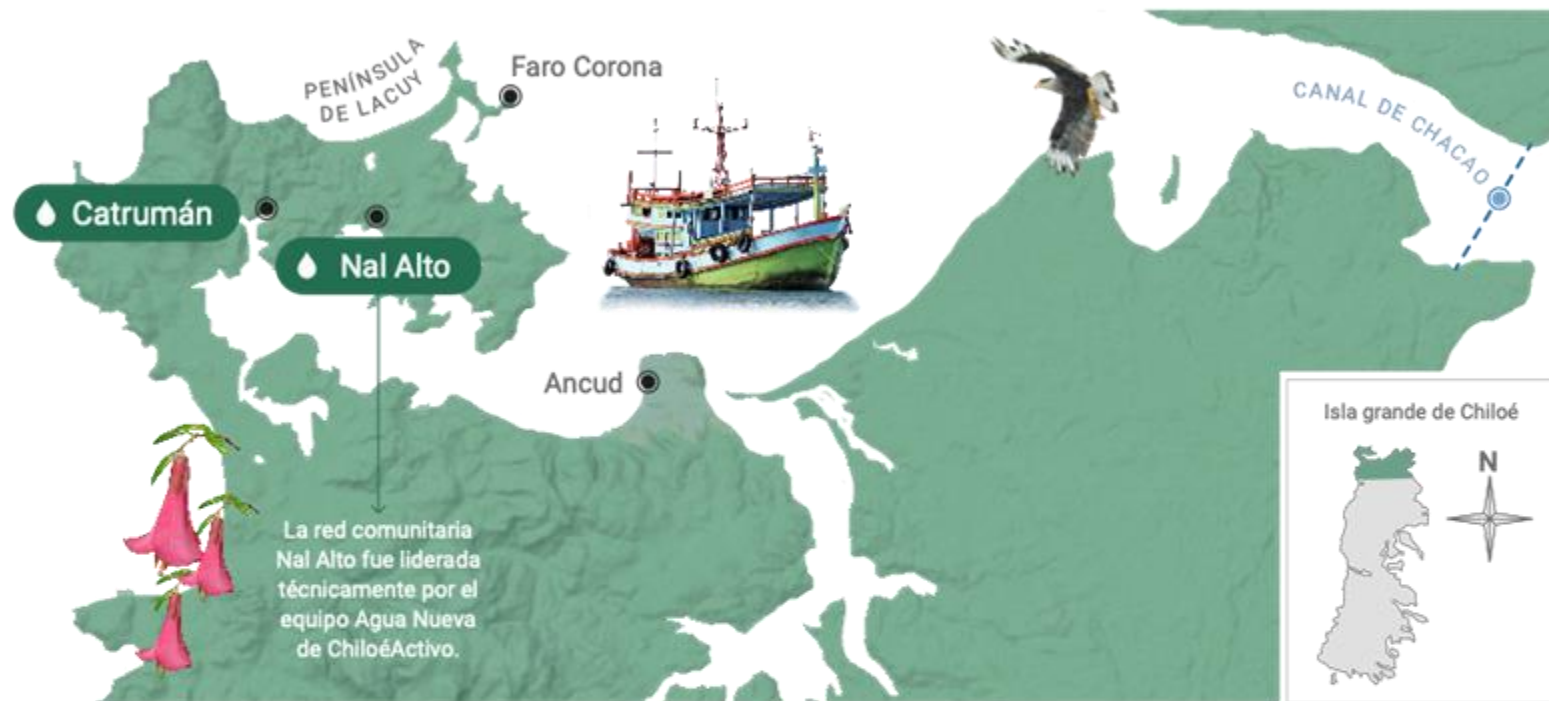 PENÍNSULA
DE LACUY
Faro Corona
CANAL DE CHACAO
Catrumán
Nal Alto
Ancud
La red comunitaria
Nal Alto fue liderada
técnicamente por el
equipo Agua Nueva
de ChiloéActivo.
Isla grande de Chiloé
N